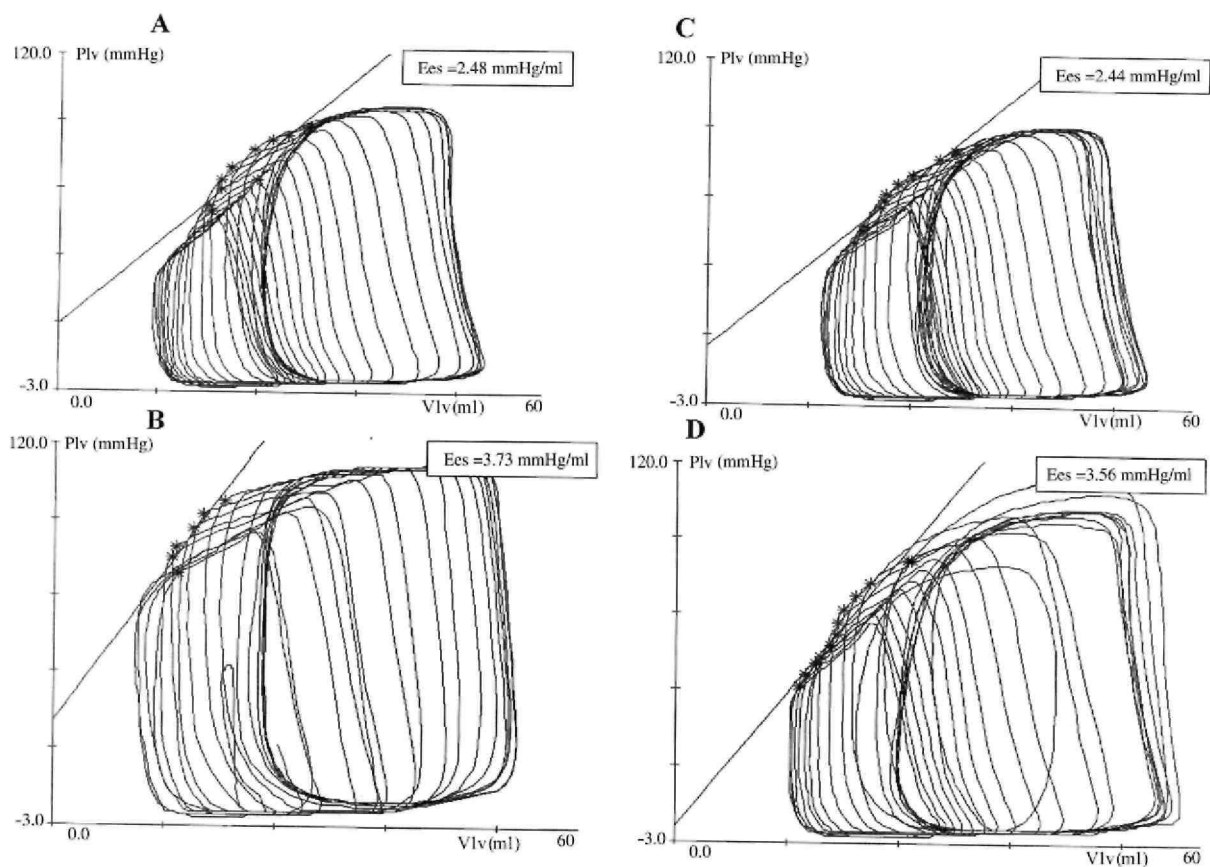 A
120.0 Plv (mmHg)
Ees =2.48 mmHg/ml
-3.0
0.0 Vlv(ml) 60
B
120.0 Plv (mmHg)
Ees =3.73 mmHg/ml
-3.0
0.0 Vlv(ml) 60
C
120.0 Plv (mmHg)
Ees =2.44 mmHg/ml
-3.0
0.0 Vlv(ml) 60
D
120.0 Plv (mmHg)
Ees =3.56 mmHg/ml
-3.0
0.0 Vlv(ml) 60